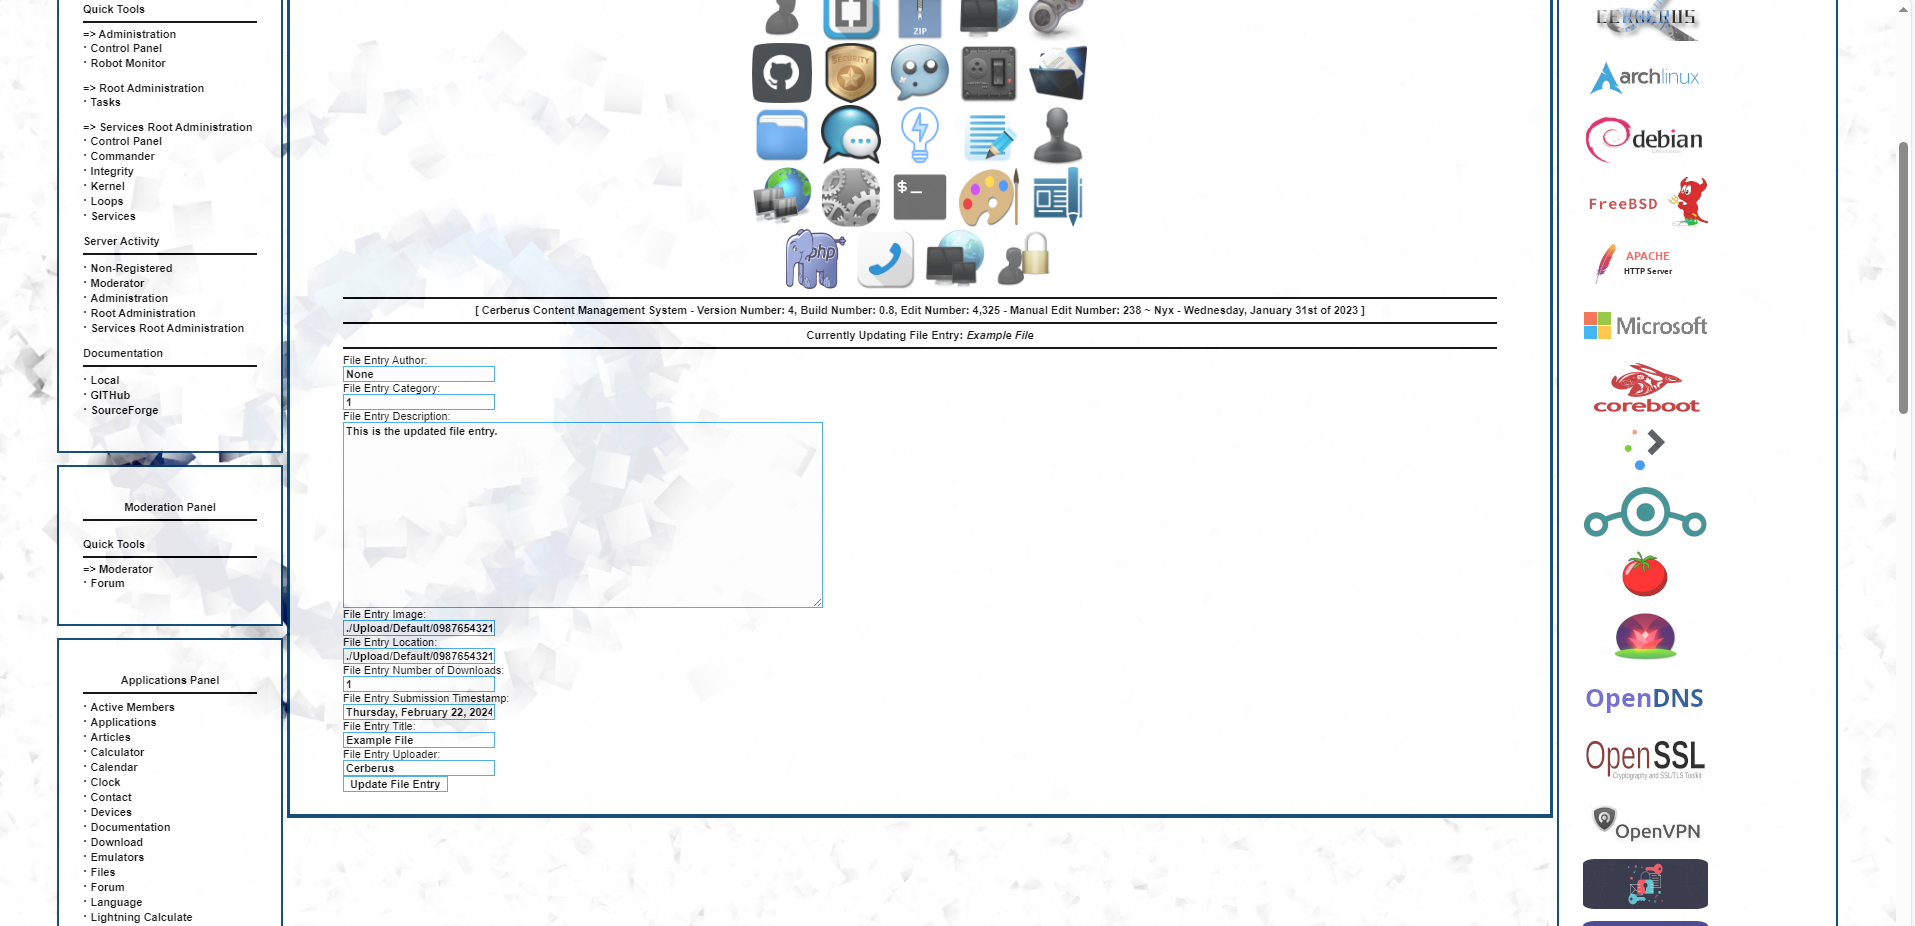 Quick Tools
=> Administration
· Control Panel
· Robot Monitor
=> Root Administration
· Tasks
=> Services Root Administration
· Control Panel
· Commander
· Integrity
· Kernel
· Loops
· Services
Server Activity
· Non-Registered
· Moderator
· Administration
· Root Administration
· Services Root Administration
Documentation
· Local
· GITHub
· SourceForge
Moderation Panel
Quick Tools
=> Moderator
· Forum
Applications Panel
· Active Members
· Applications
· Articles
· Calculator
· Calendar
· Clock
· Contact
· Devices
· Documentation
· Download
· Emulators
· Files
· Forum
· Language
· Lightning Calculate
ZIP
SECURITY
$_
php
[ Cerberus Content Management System - Version Number: 4, Build Number: 0.8, Edit Number: 4,325 - Manual Edit Number: 238 ~ Nyx - Wednesday, January 31st of 2023 ]
Currently Updating File Entry: Example File
File Entry Author:
None
File Entry Category:
1
File Entry Description:
This is the updated file entry.
File Entry Image:
./Upload/Default/0987654321
File Entry Location:
./Upload/Default/0987654321
File Entry Number of Downloads:
1
File Entry Submission Timestamp:
Thursday, February 22, 2024
File Entry Title:
Example File
File Entry Uploader:
Cerberus
Update File Entry
CERBERUS
archlinux
debian
FreeBSD
APACHE
HTTP Server
Microsoft
coreboot
OpenDNS
OpenSSL
Cryptography and SSL/TLS Toolkit
OpenVPN